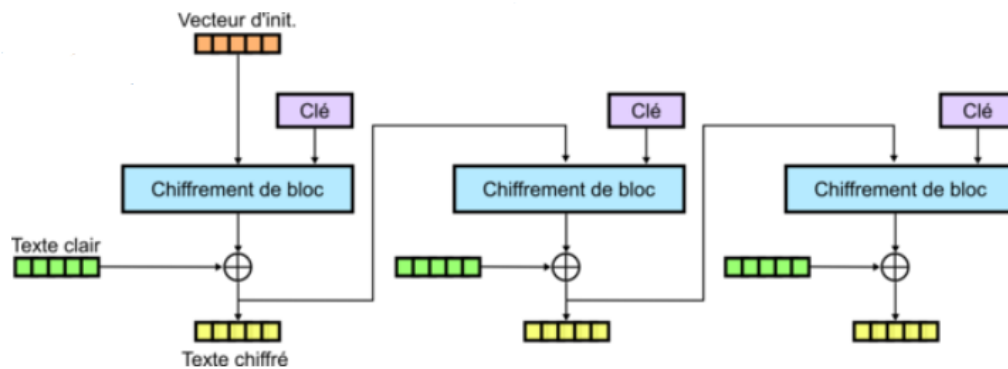 Vecteur d'init.
Clé
Clé
Clé
Chiffrement de bloc
Chiffrement de bloc
Chiffrement de bloc
Texte clair
Texte chiffré